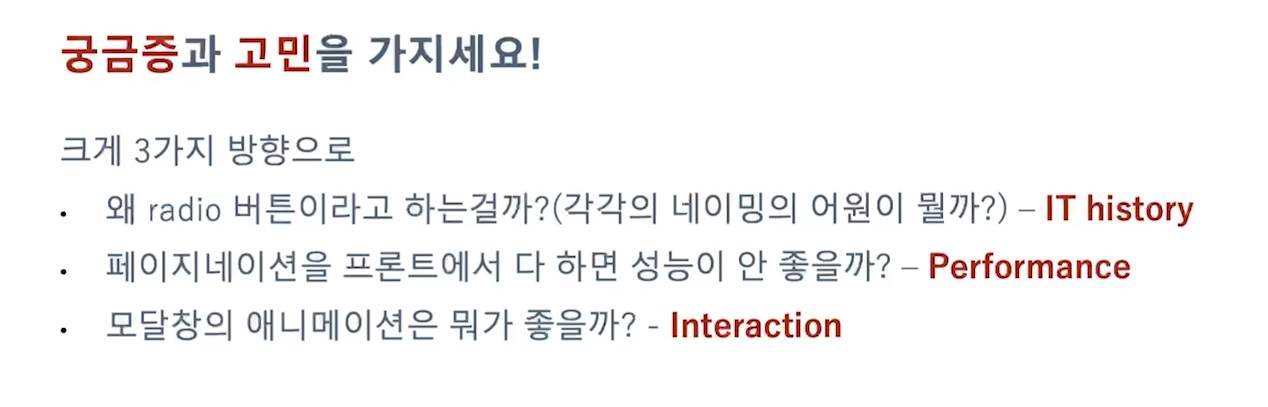 궁금증과 고민을 가지세요!
크게 3가지 방향으로
• 왜 radio 버튼이라고 하는걸까?(각각의 네이밍의 어원이 뭘까?) – IT history
• 페이지네이션을 프론트에서 다 하면 성능이 안 좋을까? – Performance
• 모달창의 애니메이션은 뭐가 좋을까? - Interaction